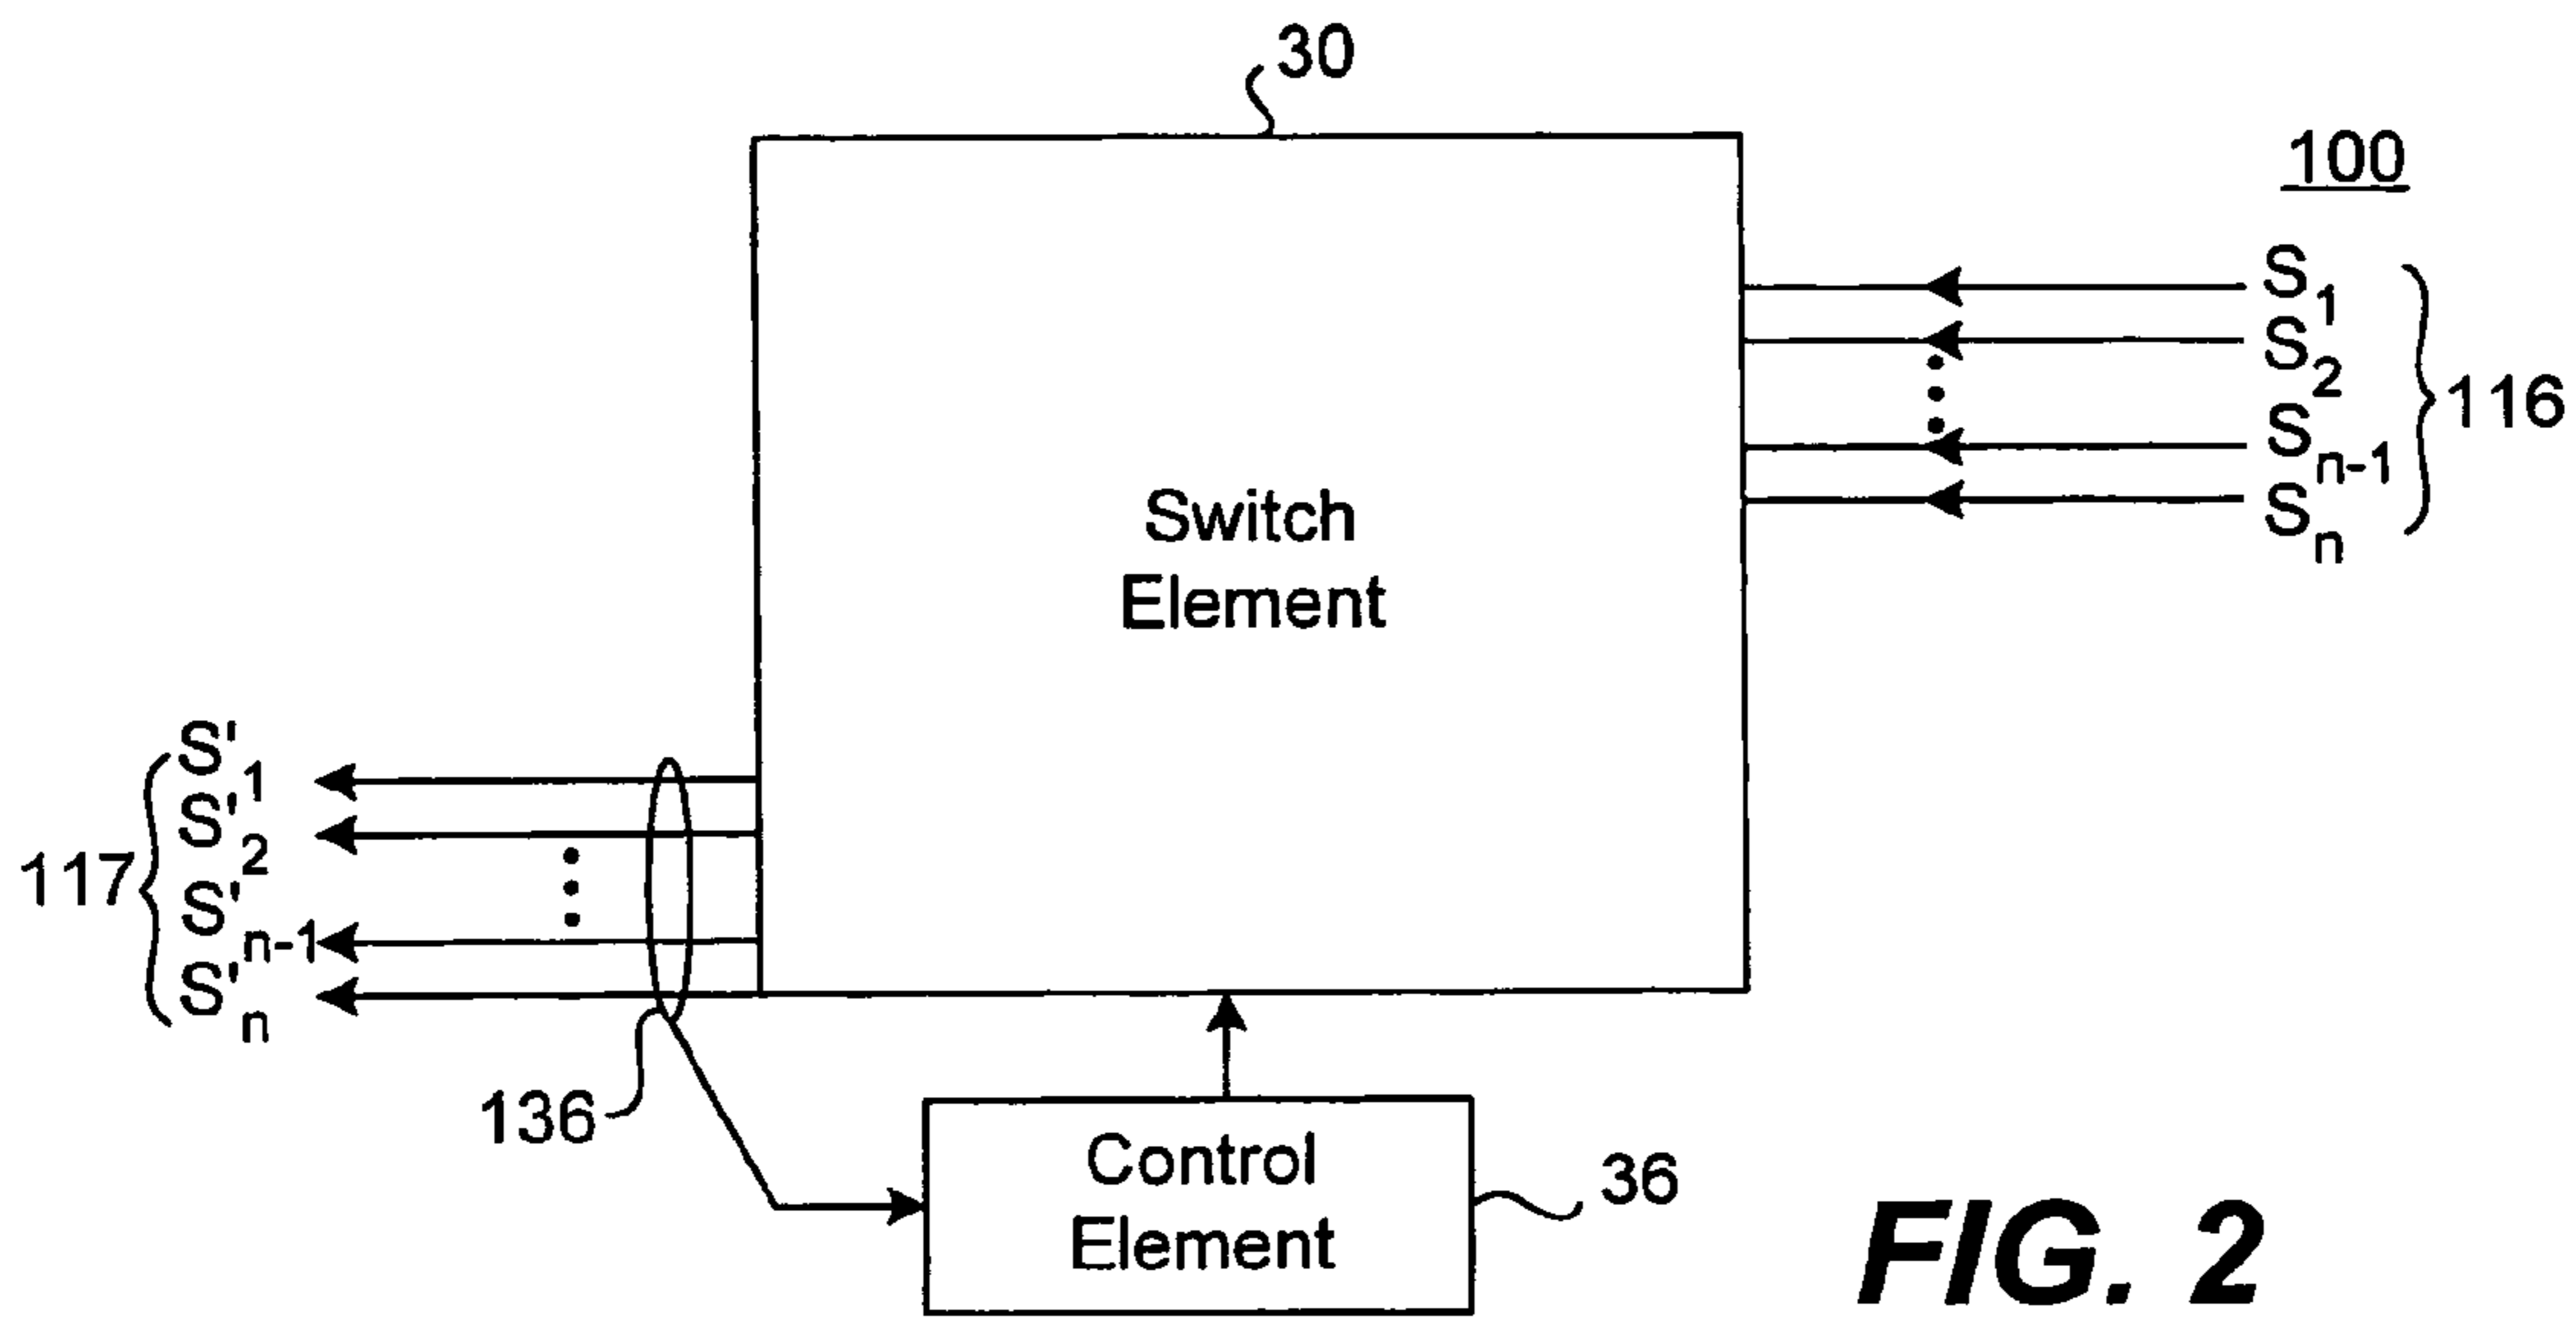 30
100
S1
S2
116
Sn-1
Sn
Switch
Element
S'1
S'2
117
S'n-1
S'n
136
Control
Element
36
FIG. 2